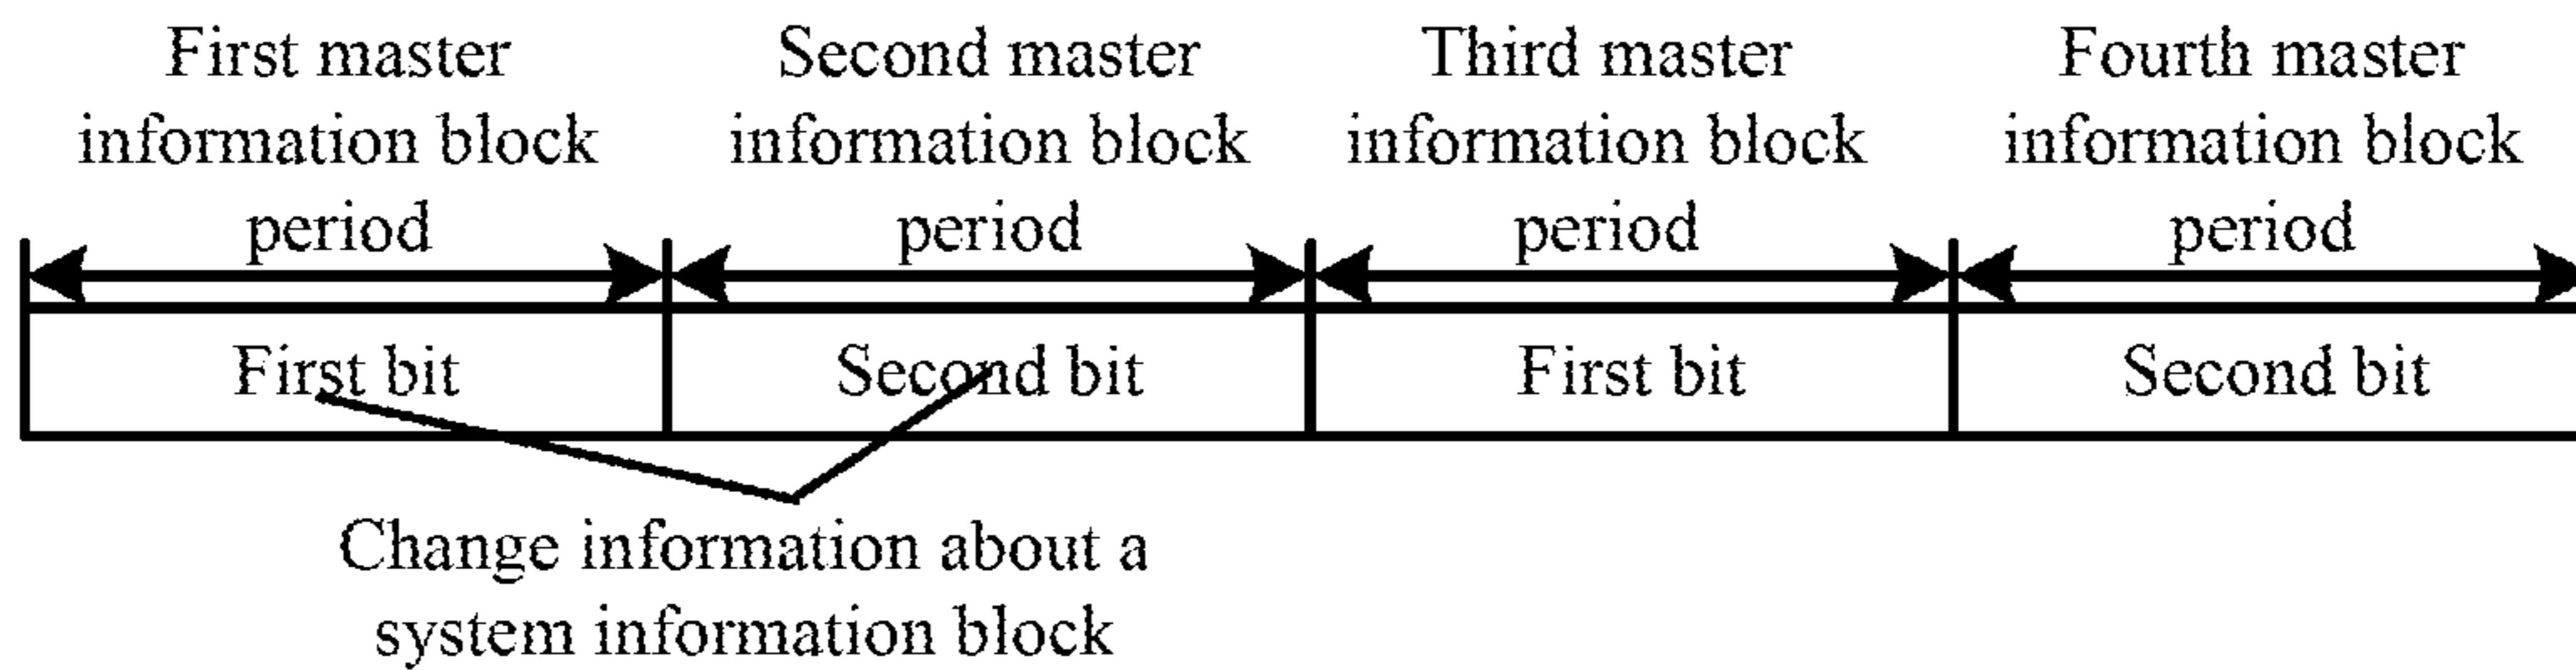 First master
information block
period
Second master
information block
period
Third master
information block
period
Fourth master
information block
period
First bit
Second bit
First bit
Second bit
Change information about a
system information block